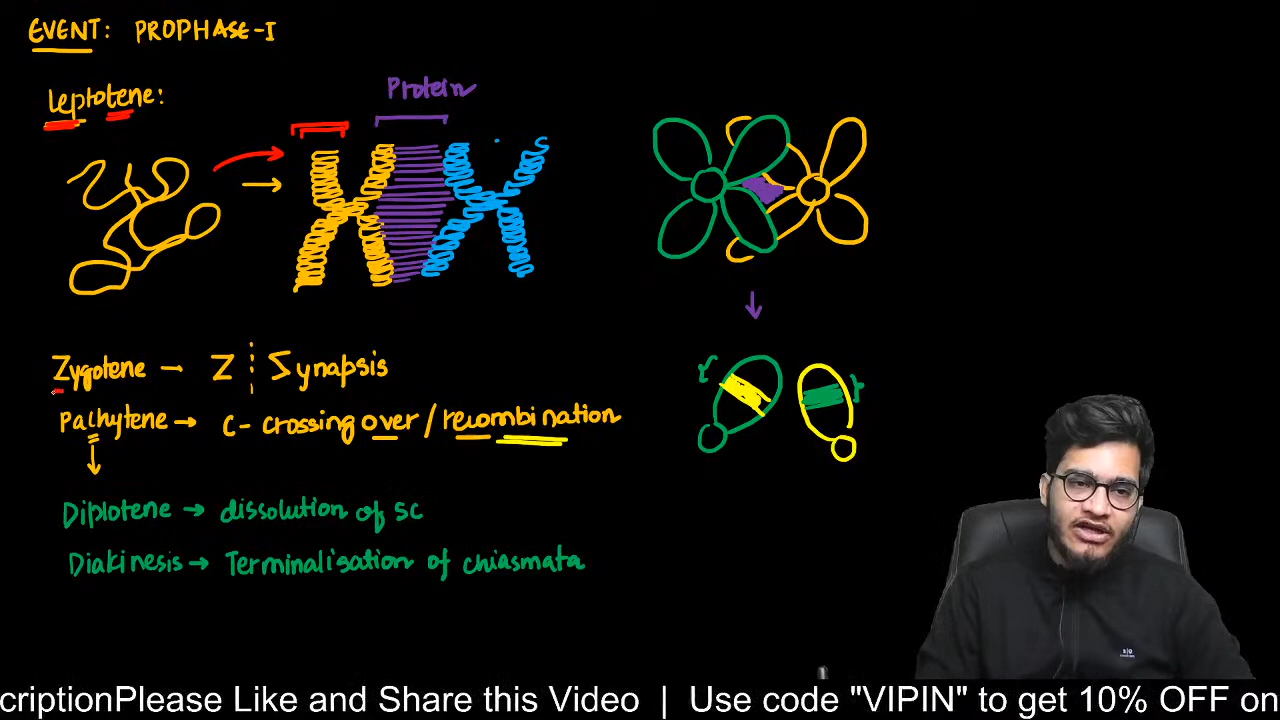 EVENT: PROPHASE-I
Leptotene:
Protein
Zygotene – Z Synapsis
Pachytene → C- crossing over / recombination
Diplotene → dissolution of SC
Diakinesis → Terminalisation of chiasmata
criptionPlease Like and Share this Video | Use code "VIPIN" to get 10% OFF on